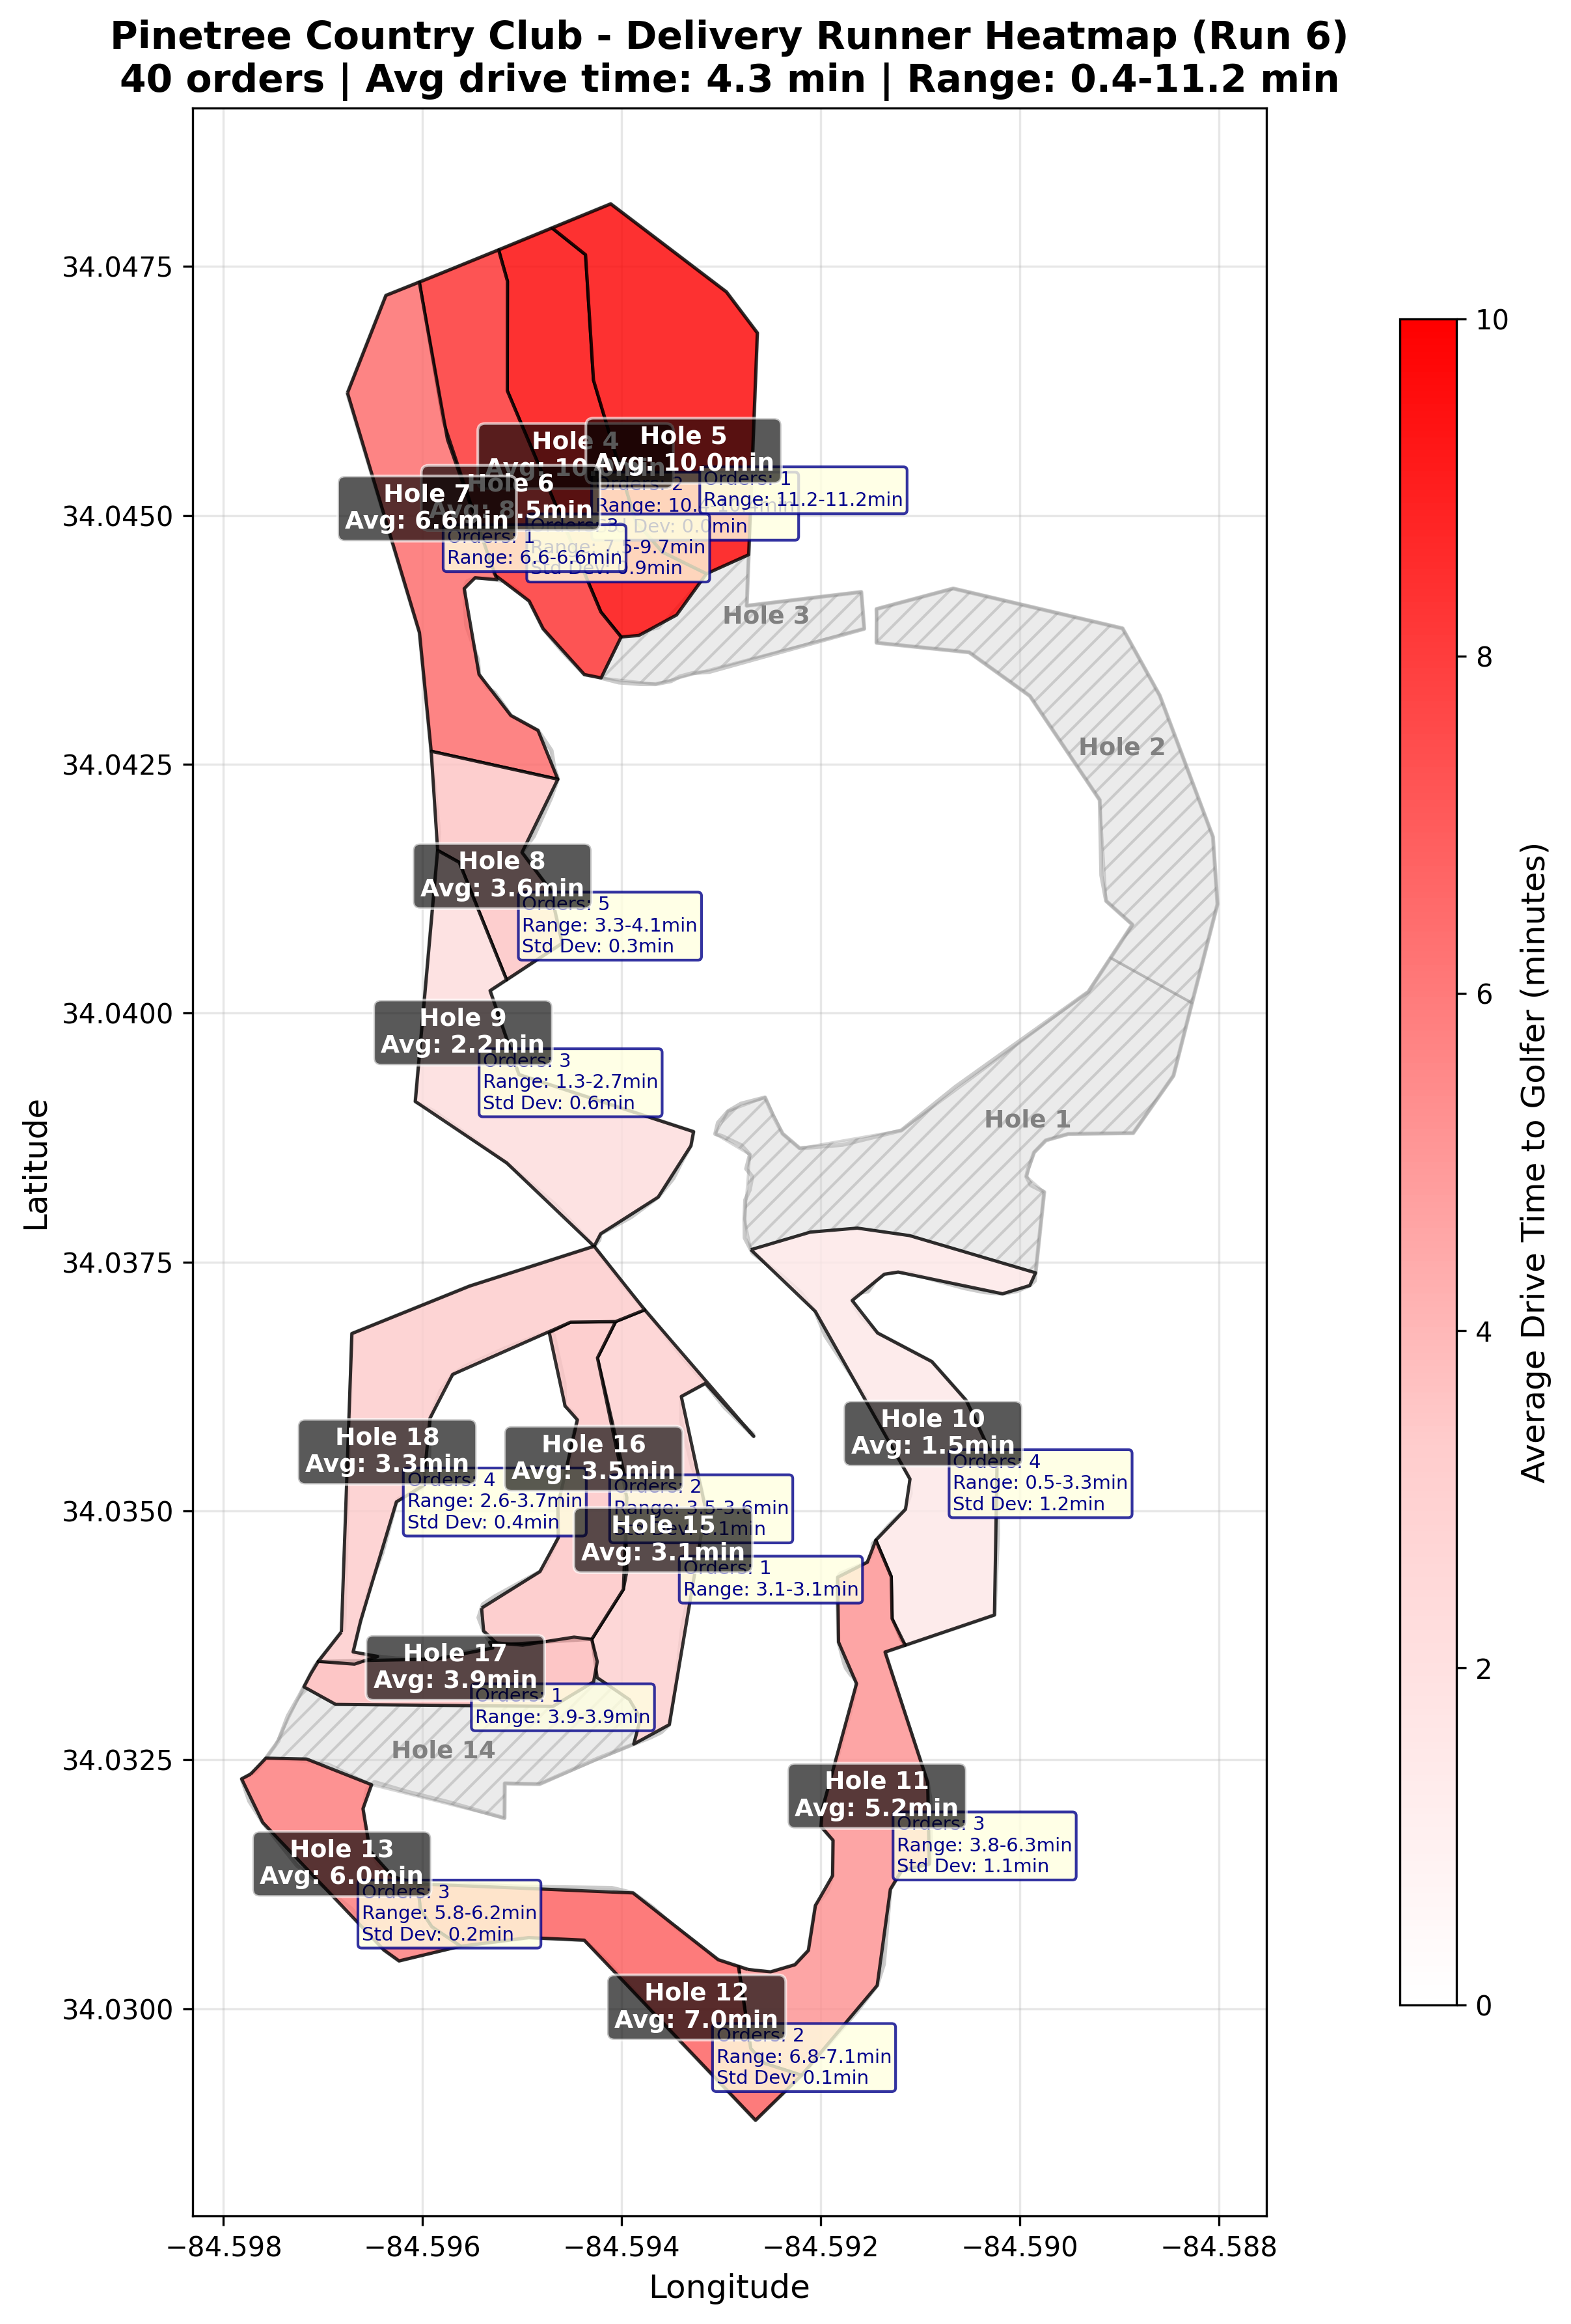 Pinetree Country Club - Delivery Runner Heatmap (Run 6)
40 orders | Avg drive time: 4.3 min | Range: 0.4-11.2 min
34.0475
34.0450
34.0425
34.0400
34.0375
34.0350
34.0325
34.0300
Latitude
−84.598
−84.596
−84.594
−84.592
−84.590
−84.588
Longitude
10
8
6
4
2
0
Average Drive Time to Golfer (minutes)
Hole 4
Avg:
Orders: 2
Range:
Std Dev: 0.0min
Hole 5
Avg: 10.0min
Orders: 1
Range: 11.2-11.2min
Hole 6
Avg: 8.5min
Orders: 3
Range: 7.5-9.7min
Std Dev: 0.9min
Hole 7
Avg: 6.6min
Orders: 1
Range: 6.6-6.6min
Hole 3
Hole 2
Hole 8
Avg: 3.6min
Orders: 5
Range: 3.3-4.1min
Std Dev: 0.3min
Hole 9
Avg: 2.2min
Orders: 3
Range: 1.3-2.7min
Std Dev: 0.6min
Hole 1
Hole 10
Avg: 1.5min
Orders: 4
Range: 0.5-3.3min
Std Dev: 1.2min
Hole 18
Avg: 3.3min
Orders: 4
Range: 2.6-3.7min
Std Dev: 0.4min
Hole 16
Avg: 3.5min
Orders: 2
Range: 3.5-3.6min
Std Dev: 0.1min
Hole 15
Avg: 3.1min
Orders: 1
Range: 3.1-3.1min
Hole 17
Avg: 3.9min
Orders: 1
Range: 3.9-3.9min
Hole 14
Hole 11
Avg: 5.2min
Orders: 3
Range: 3.8-6.3min
Std Dev: 1.1min
Hole 13
Avg: 6.0min
Orders: 3
Range: 5.8-6.2min
Std Dev: 0.2min
Hole 12
Avg: 7.0min
Orders: 2
Range: 6.8-7.1min
Std Dev: 0.1min